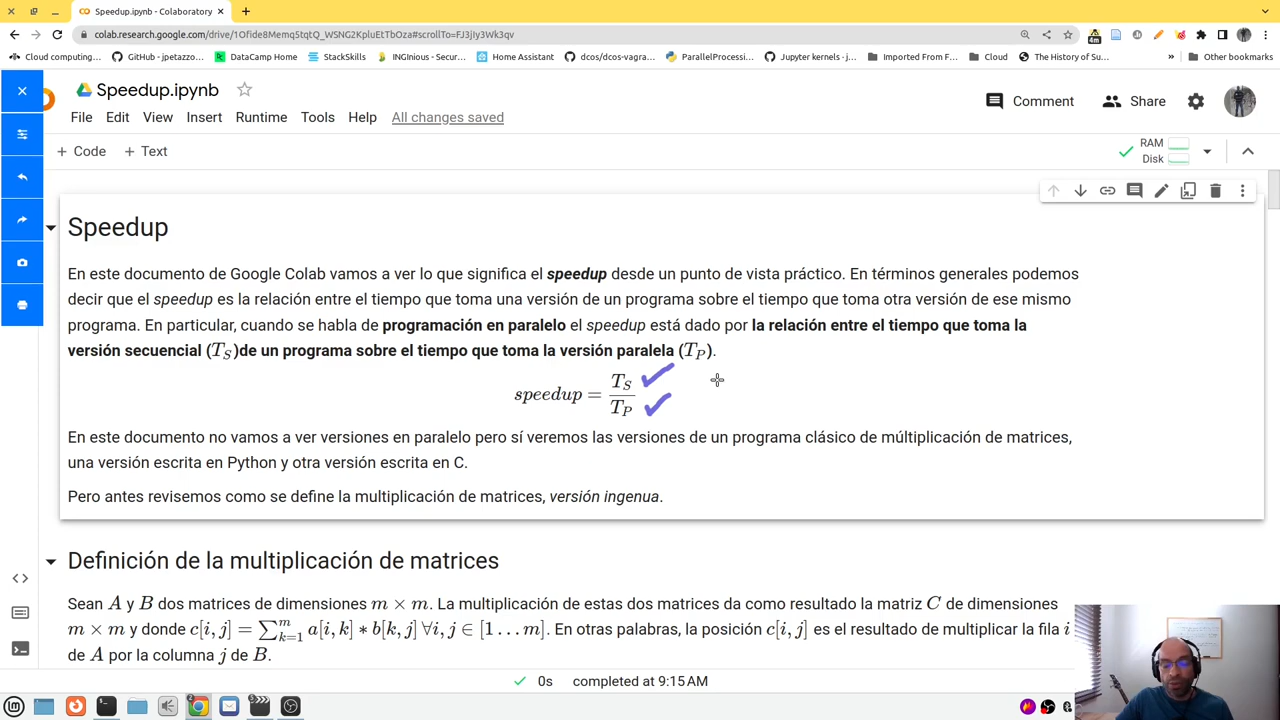 Speedup.ipynb - Colaboratory
colab.research.google.com/drive/1Ofide8Memq5tqtQ_WSNG2KpluEtTbOza#scrollTo=FJ3jIy3Wk3qv
4m
Cloud computing... GitHub - jpetazzo... DataCamp Home StackSkills INGInious - Secur... Home Assistant dcos/dcos-vagra... ParallelProcessi... Jupyter kernels · j... Imported From F... Cloud The History of Su... Other bookmarks
Speedup.ipynb
Comment Share
File Edit View Insert Runtime Tools Help All changes saved
+ Code + Text
RAM
Disk
Speedup
En este documento de Google Colab vamos a ver lo que significa el speedup desde un punto de vista práctico. En términos generales podemos
decir que el speedup es la relación entre el tiempo que toma una versión de un programa sobre el tiempo que toma otra versión de ese mismo
programa. En particular, cuando se habla de programación en paralelo el speedup está dado por la relación entre el tiempo que toma la
versión secuencial (T_S)de un programa sobre el tiempo que toma la versión paralela (T_P).
speedup = T_S / T_P
En este documento no vamos a ver versiones en paralelo pero sí veremos las versiones de un programa clásico de múltiplicación de matrices,
una versión escrita en Python y otra versión escrita en C.
Pero antes revisemos como se define la multiplicación de matrices, versión ingenua.
Definición de la multiplicación de matrices
Sean A y B dos matrices de dimensiones m × m. La multiplicación de estas dos matrices da como resultado la matriz C de dimensiones
m × m y donde c[i, j] = ∑_{k=1}^{m} a[i, k] * b[k, j] ∀i, j ∈ [1 … m]. En otras palabras, la posición c[i, j] es el resultado de multiplicar la fila i
de A por la columna j de B.
0s completed at 9:15 AM